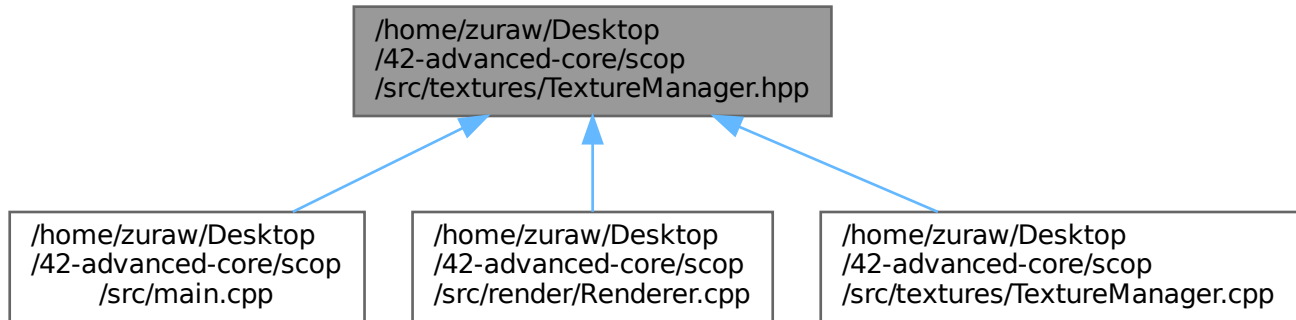 /home/zuraw/Desktop
/42-advanced-core/scop
/src/textures/TextureManager.hpp
/home/zuraw/Desktop
/42-advanced-core/scop
/src/main.cpp
/home/zuraw/Desktop
/42-advanced-core/scop
/src/render/Renderer.cpp
/home/zuraw/Desktop
/42-advanced-core/scop
/src/textures/TextureManager.cpp